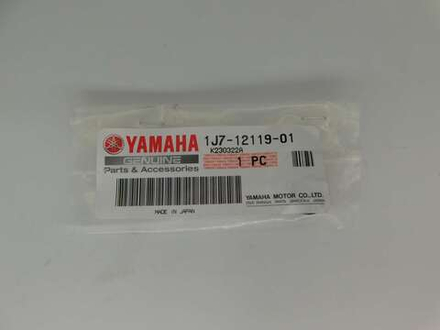 YAMAHA
GENUINE
Parts & Accessories
1J7-12119-01
K230322A
1 PC
MADE IN JAPAN
YAMAHA MOTOR CO., LTD.